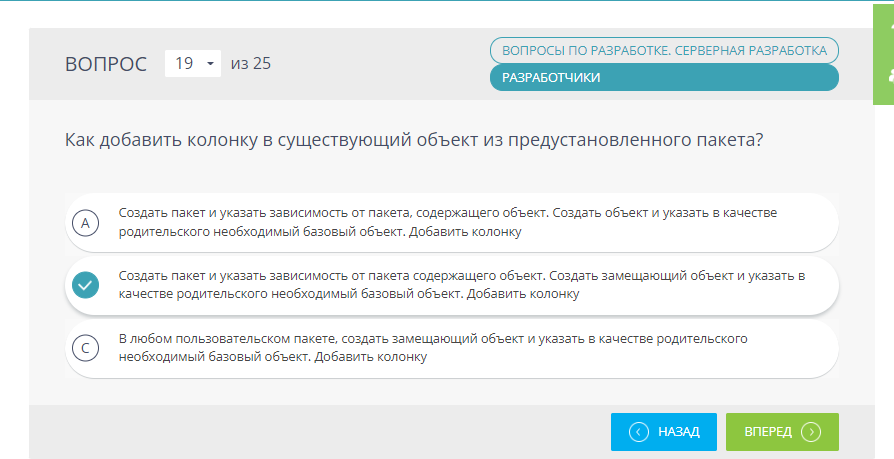 ВОПРОС 19 из 25
ВОПРОСЫ ПО РАЗРАБОТКЕ. СЕРВЕРНАЯ РАЗРАБОТКА
РАЗРАБОТЧИКИ
Как добавить колонку в существующий объект из предустановленного пакета?
A
Создать пакет и указать зависимость от пакета, содержащего объект. Создать объект и указать в качестве
родительского необходимый базовый объект. Добавить колонку
Создать пакет и указать зависимость от пакета содержащего объект. Создать замещающий объект и указать в
качестве родительского необходимый базовый объект. Добавить колонку
C
В любом пользовательском пакете, создать замещающий объект и указать в качестве родительского
необходимый базовый объект. Добавить колонку
НАЗАД
ВПЕРЕД